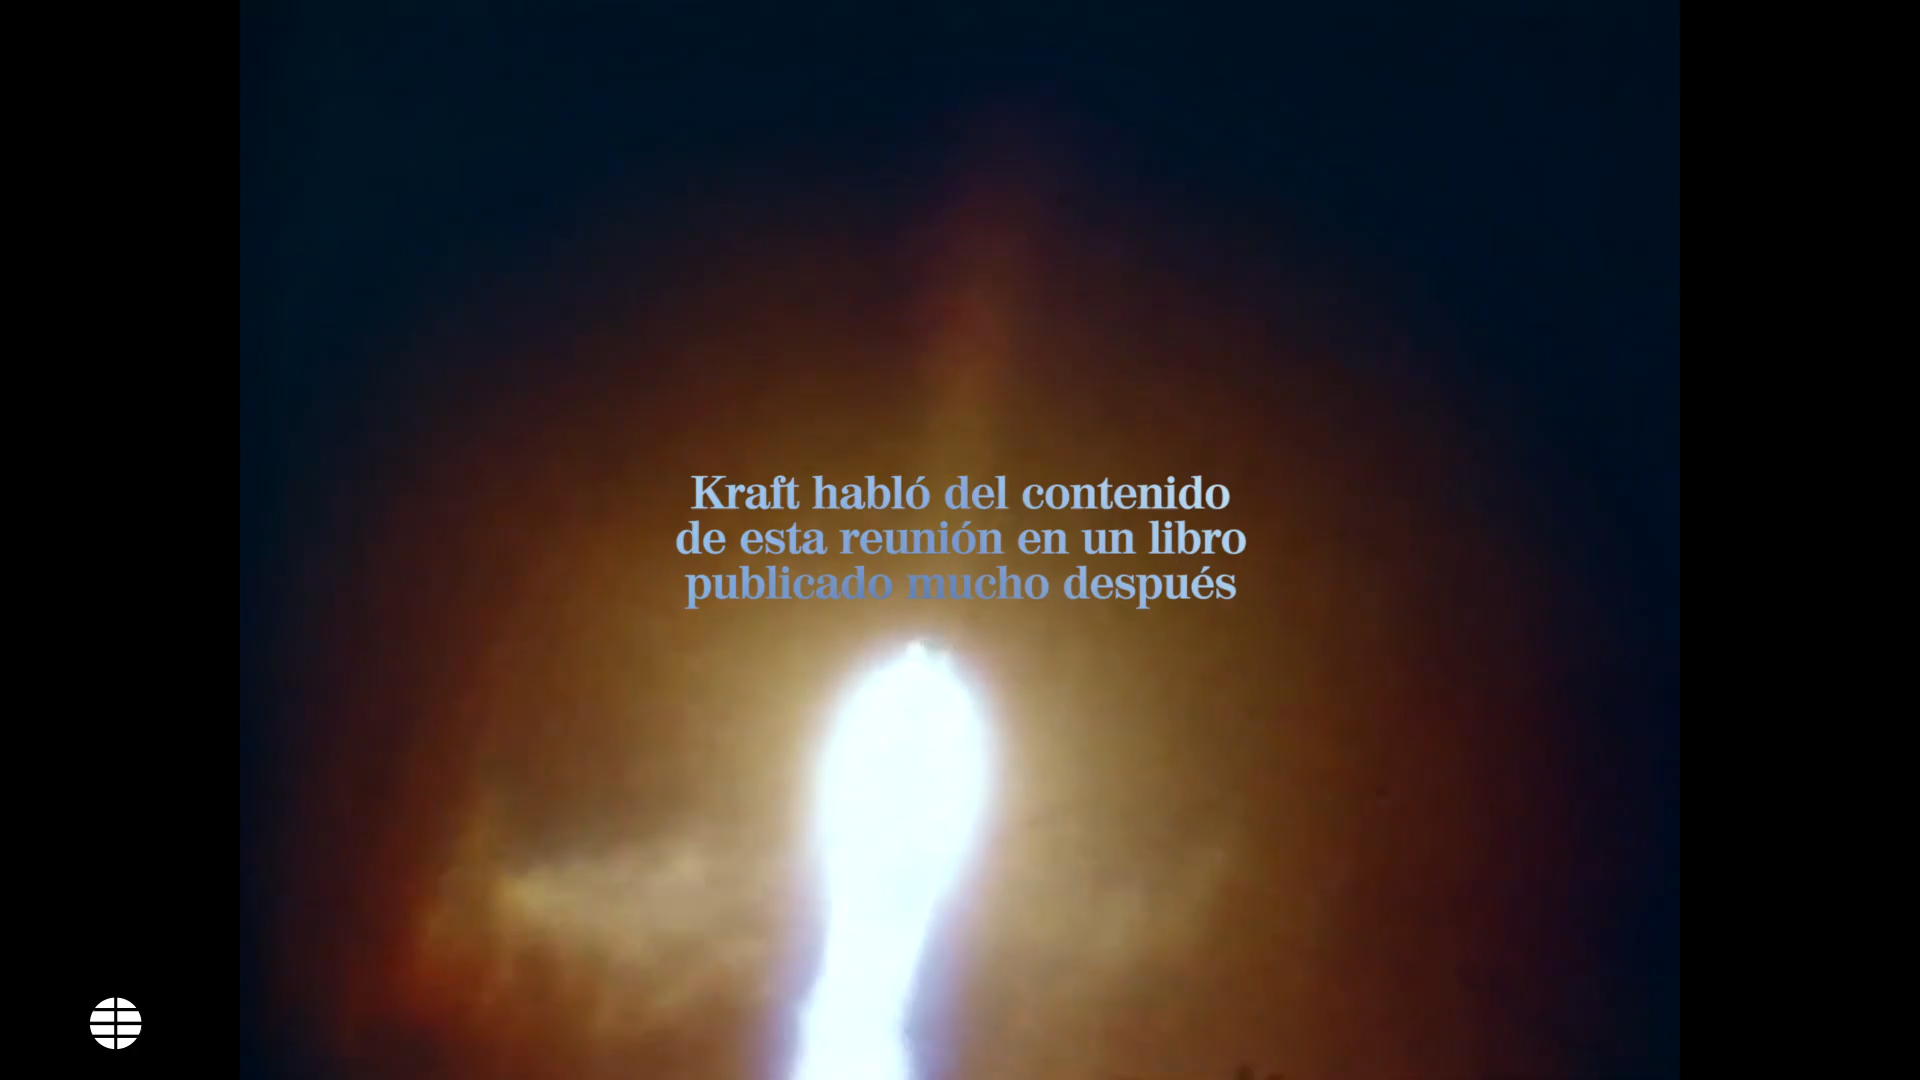 Kraft habló del contenido
de esta reunión en un libro
publicado mucho después